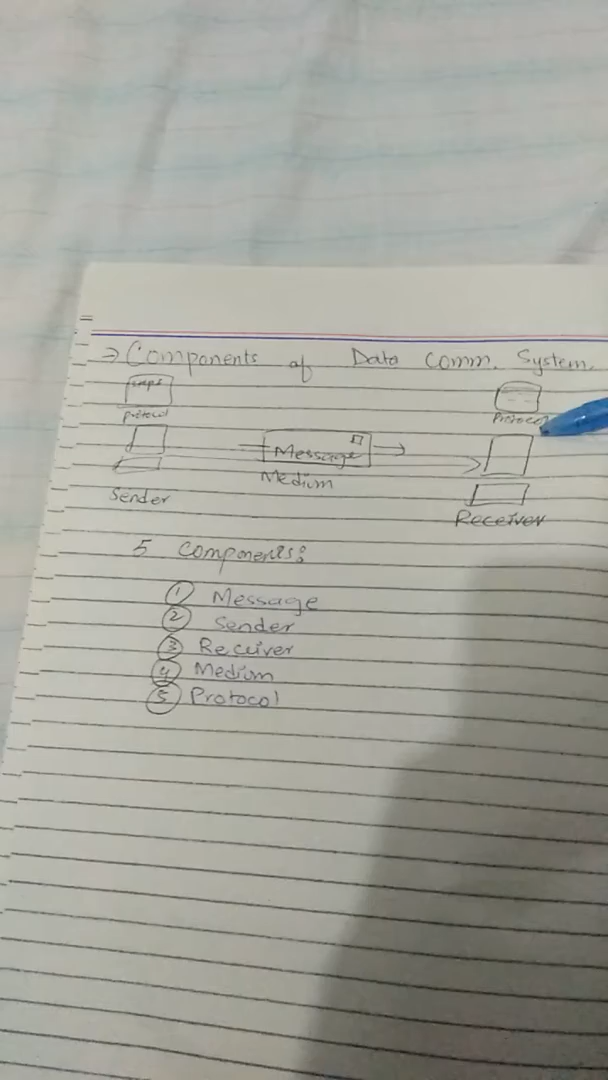 → Components of Data Comm. System.
Protocol
Protocol
Message
Medium
Sender
Receiver
5 Components:
① Message
② Sender
③ Receiver
④ Medium
⑤ Protocol